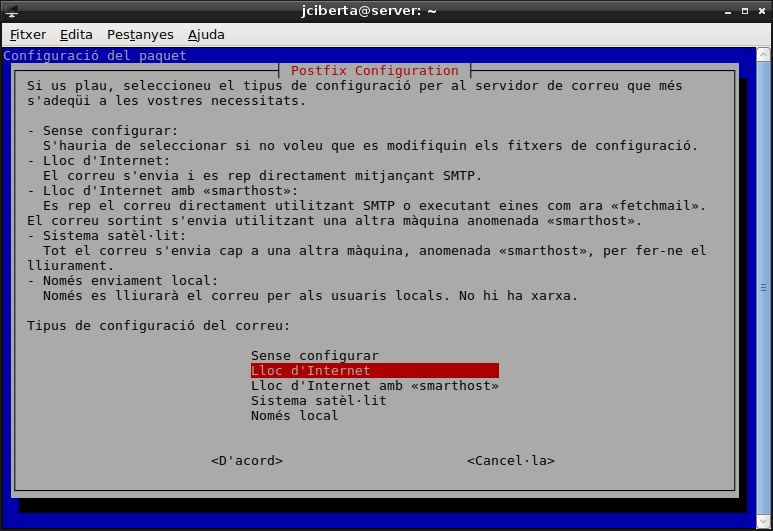 jciberta@server: ~
Fitxer Edita Pestanyes Ajuda
Configuració del paquet
Postfix Configuration
Si us plau, seleccioneu el tipus de configuració per al servidor de correu que més
s'adeqüi a les vostres necessitats.
- Sense configurar:
S'hauria de seleccionar si no voleu que es modifiquin els fitxers de configuració.
- Lloc d'Internet:
El correu s'envia i es rep directament mitjançant SMTP.
- Lloc d'Internet amb «smarthost»:
Es rep el correu directament utilitzant SMTP o executant eines com ara «fetchmail».
El correu sortint s'envia utilitzant una altra màquina anomenada «smarthost».
- Sistema satèl·lit:
Tot el correu s'envia cap a una altra màquina, anomenada «smarthost», per fer-ne el
lliurament.
- Només enviament local:
Només es lliurarà el correu per als usuaris locals. No hi ha xarxa.
Tipus de configuració del correu:
Sense configurar
Lloc d'Internet
Lloc d'Internet amb «smarthost»
Sistema satèl·lit
Només local
<D'acord> <Cancel·la>